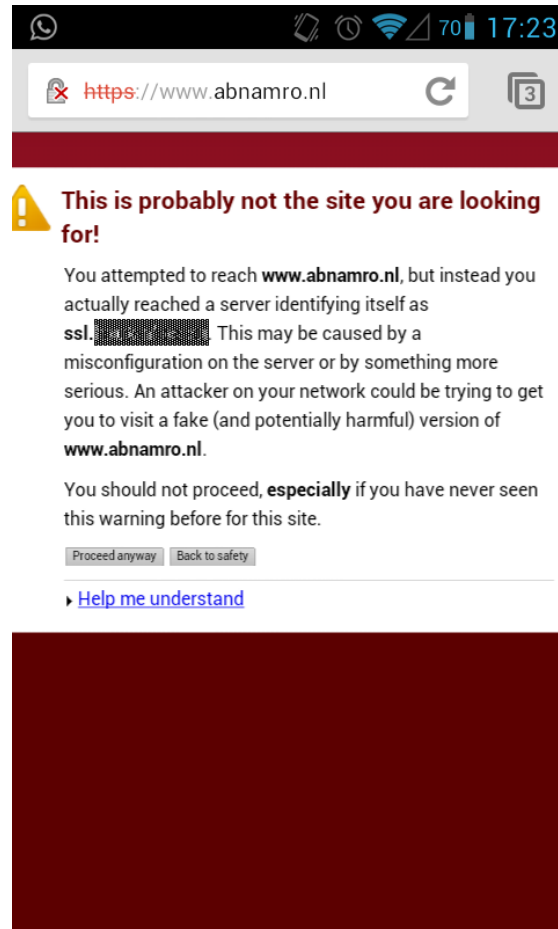 70 17:23
https://www.abnamro.nl
3
This is probably not the site you are looking
for!
You attempted to reach www.abnamro.nl, but instead you
actually reached a server identifying itself as
ssl. . This may be caused by a
misconfiguration on the server or by something more
serious. An attacker on your network could be trying to get
you to visit a fake (and potentially harmful) version of
www.abnamro.nl.
You should not proceed, especially if you have never seen
this warning before for this site.
Proceed anyway Back to safety
Help me understand